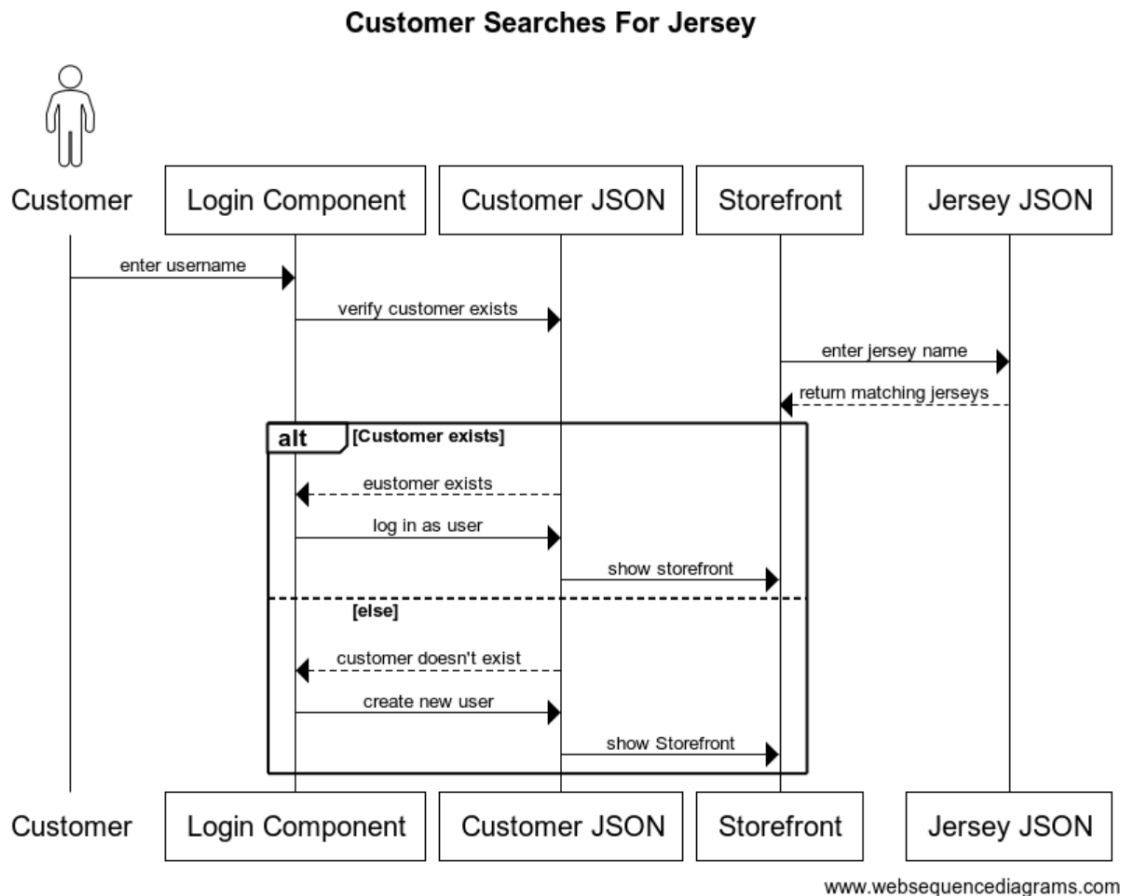 Customer Searches For Jersey
Customer
Login Component
Customer JSON
Storefront
Jersey JSON
enter username
verify customer exists
enter jersey name
return matching jerseys
alt
[Customer exists]
eustomer exists
log in as user
show storefront
[else]
customer doesn't exist
create new user
show Storefront
Customer
Login Component
Customer JSON
Storefront
Jersey JSON
www.websequencediagrams.com